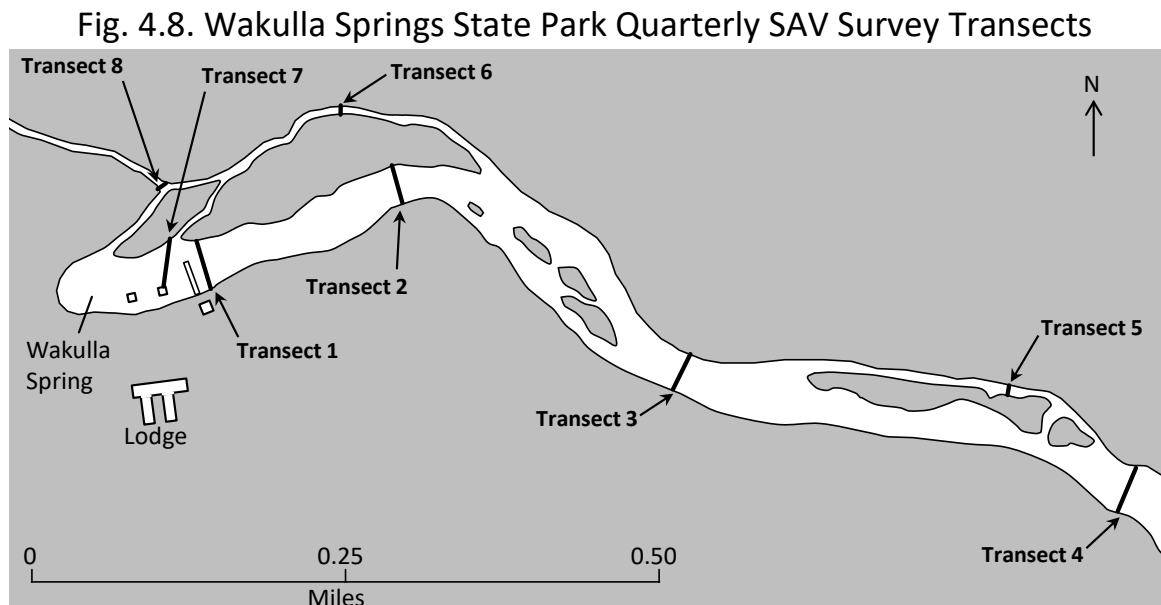 Fig. 4.8. Wakulla Springs State Park Quarterly SAV Survey Transects
Transect 8
Transect 7
Transect 6
N
Transect 2
Transect 1
Wakulla
Spring
Transect 5
Transect 3
Lodge
Transect 4
0
0.25
0.50
Miles